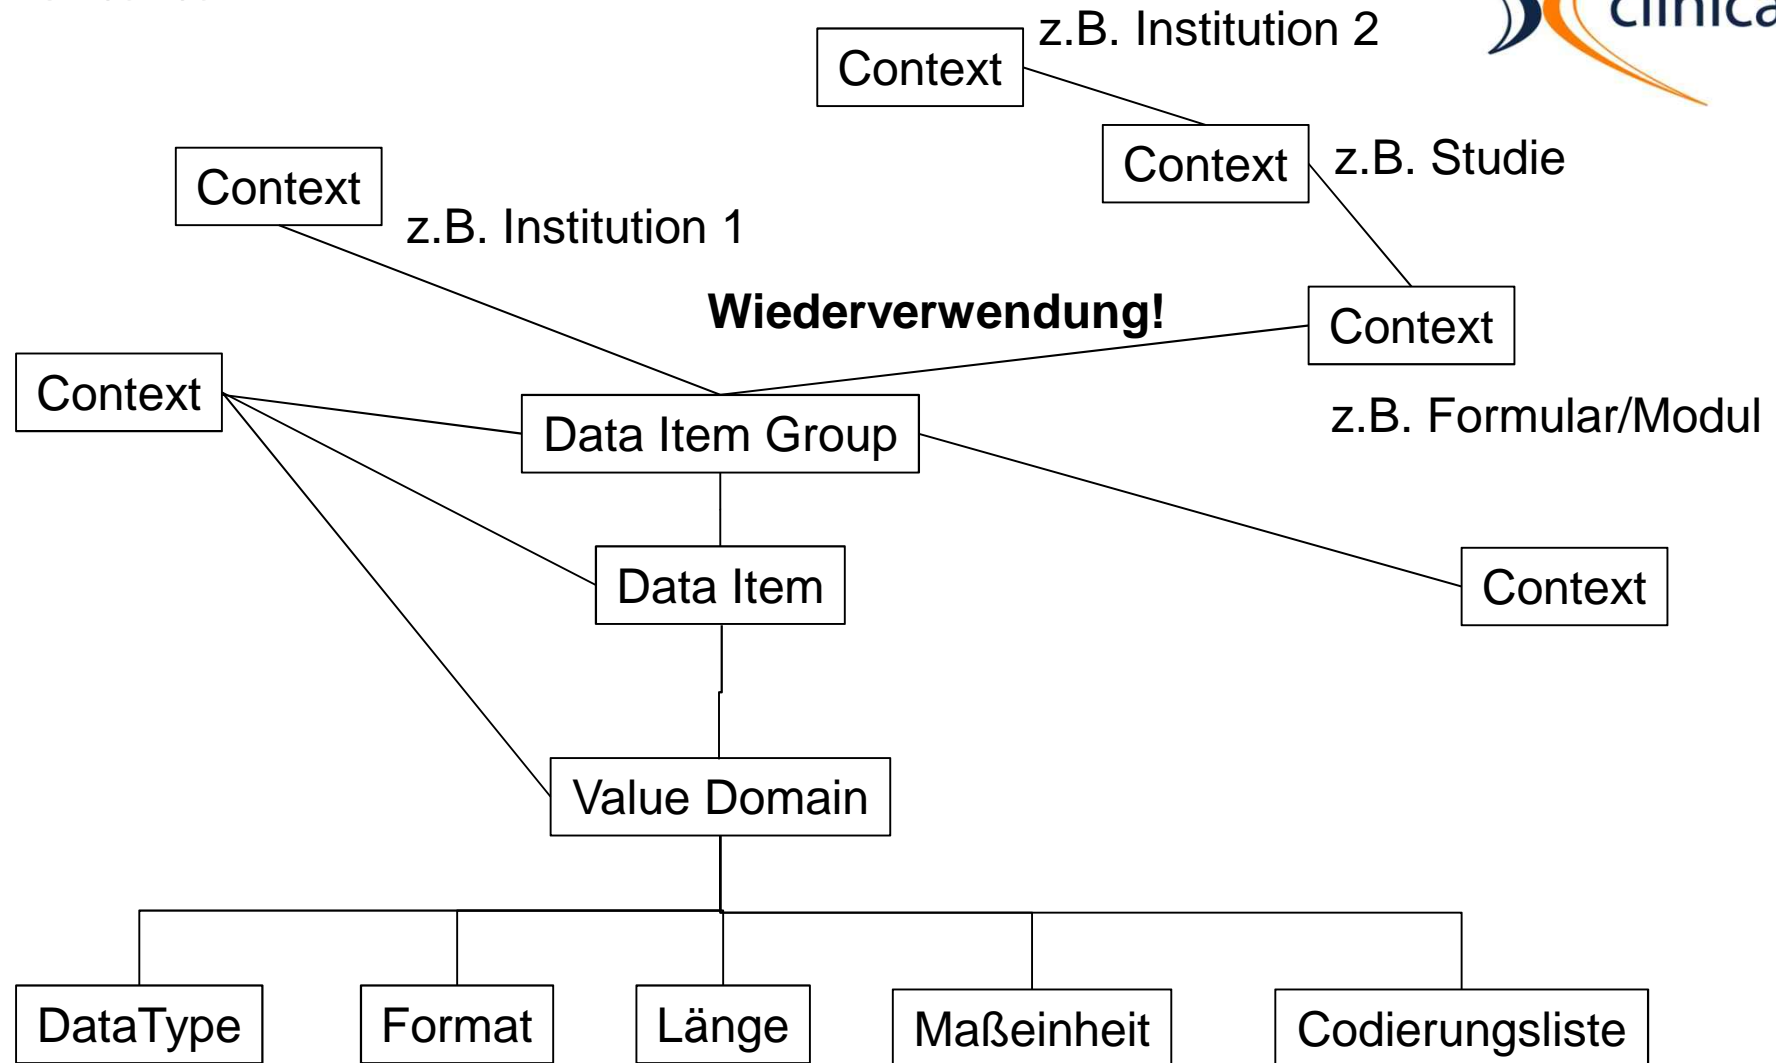 Context
z.B. Institution 2
Context
z.B. Studie
Context
z.B. Institution 1
Wiederverwendung!
Context
z.B. Formular/Modul
Context
Data Item Group
Data Item
Context
Value Domain
DataType
Format
Länge
Maßeinheit
Codierungsliste